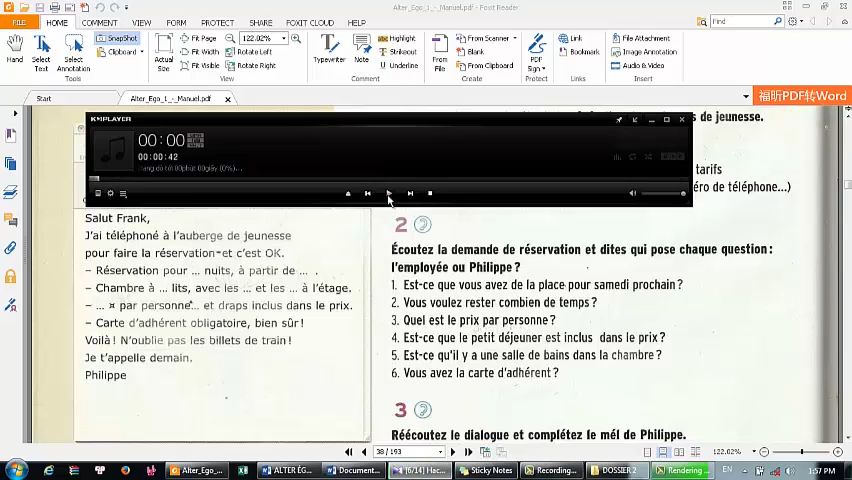 Alter_Ego_1_-_Manuel.pdf - Foxit Reader
FILE HOME COMMENT VIEW FORM PROTECT SHARE FOXIT CLOUD HELP
Find
Hand
Select Text
Select Annotation
SnapShot
Clipboard
Tools
Actual Size
Fit Page
Fit Width
Fit Visible
122.02%
Rotate Left
Rotate Right
View
Typewriter
Note
Highlight
Strikeout
Underline
Comment
From File
From Scanner
Blank
From Clipboard
Create
PDF Sign
Protect
Link
Bookmark
Links
File Attachment
Image Annotation
Audio & Video
Insert
Start
Alter_Ego_1_-_Manuel.pdf
福昕PDF转Word
s de jeunesse.
KMPLAYER
00:00
00:00:42
tarifs
éro de téléphone...)
Salut Frank,
J'ai téléphoné à l'auberge de jeunesse
pour faire la réservation et c'est OK.
– Réservation pour ... nuits, à partir de ... .
– Chambre à ... lits, avec les ... et les ... à l'étage.
– ... ¤ par personne ... et draps inclus dans le prix.
– Carte d'adhérent obligatoire, bien sûr !
Voilà ! N'oublie pas les billets de train !
Je t'appelle demain.
Philippe
2
Écoutez la demande de réservation et dites qui pose chaque question :
l'employée ou Philippe ?
1. Est-ce que vous avez de la place pour samedi prochain ?
2. Vous voulez rester combien de temps ?
3. Quel est le prix par personne ?
4. Est-ce que le petit déjeuner est inclus dans le prix ?
5. Est-ce qu'il y a une salle de bains dans la chambre ?
6. Vous avez la carte d'adhérent ?
3
Réécoutez le dialogue et complétez le mél de Philippe.
38 / 193
122.02%
Alter_Ego_...
ALTER ÉG...
Document...
(6/14) Hac...
Sticky Notes
Recording...
DOSSIER 2
Rendering ...
EN
1:57 PM